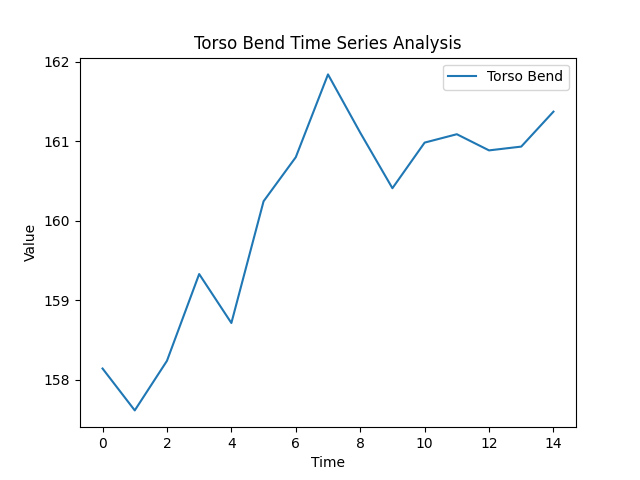 Torso Bend Time Series Analysis
Torso Bend
162
161
160
159
158
Value
0 2 4 6 8 10 12 14
Time